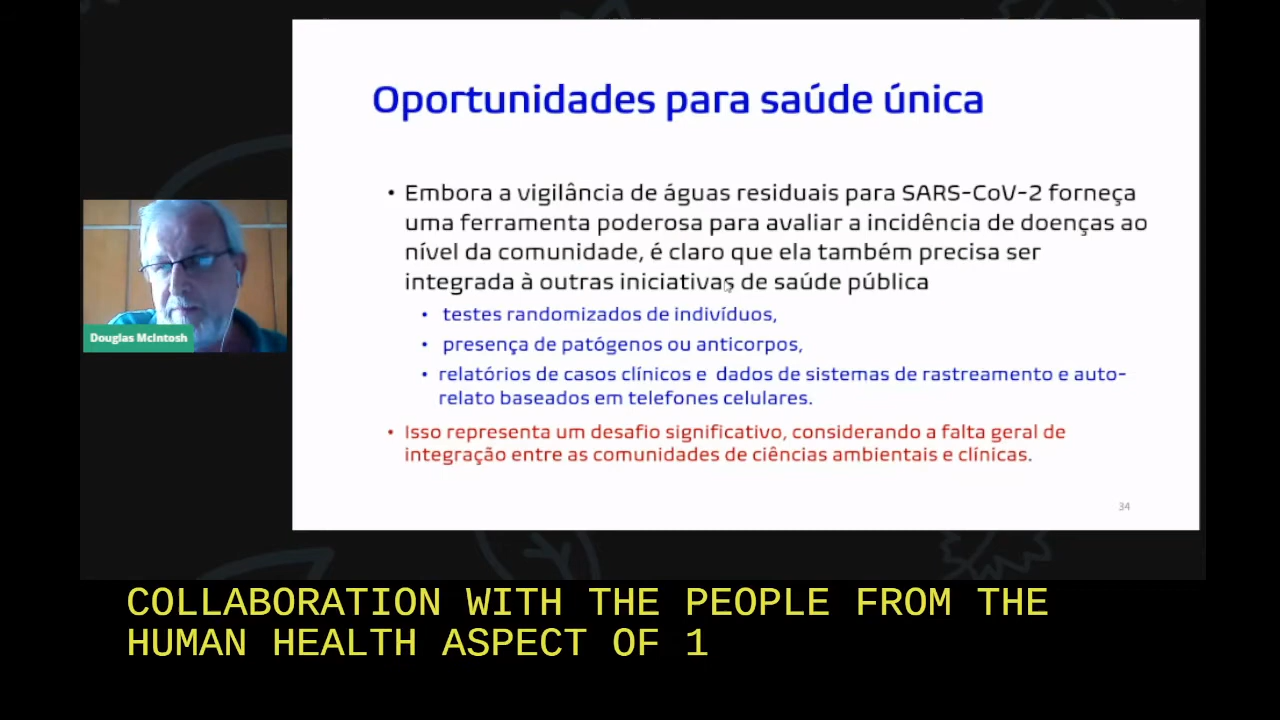 Oportunidades para saúde única
• Embora a vigilância de águas residuais para SARS-CoV-2 forneça
uma ferramenta poderosa para avaliar a incidência de doenças ao
nível da comunidade, é claro que ela também precisa ser
integrada à outras iniciativas de saúde pública
• testes randomizados de indivíduos,
• presença de patógenos ou anticorpos,
• relatórios de casos clínicos e dados de sistemas de rastreamento e auto-
relato baseados em telefones celulares.
• Isso representa um desafio significativo, considerando a falta geral de
integração entre as comunidades de ciências ambientais e clínicas.
34
Douglas McIntosh
COLLABORATION WITH THE PEOPLE FROM THE
HUMAN HEALTH ASPECT OF 1